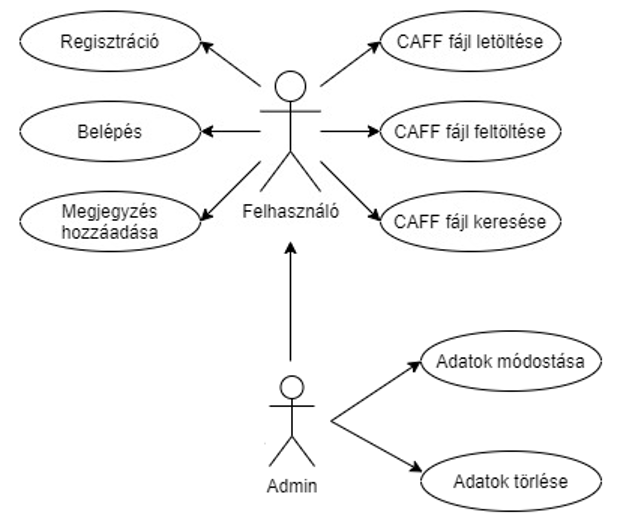 Regisztráció
CAFF fájl letöltése
Belépés
CAFF fájl feltöltése
Megjegyzés
hozzáadása
Felhasználó
CAFF fájl keresése
Adatok módostása
Admin
Adatok törlése